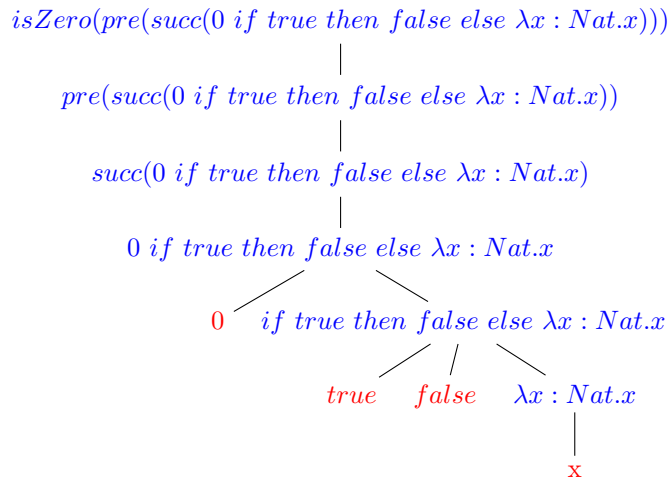 isZero(pre(succ(0 if true then false else λx : Nat.x)))
pre(succ(0 if true then false else λx : Nat.x))
succ(0 if true then false else λx : Nat.x)
0 if true then false else λx : Nat.x
0 if true then false else λx : Nat.x
true false λx : Nat.x
x